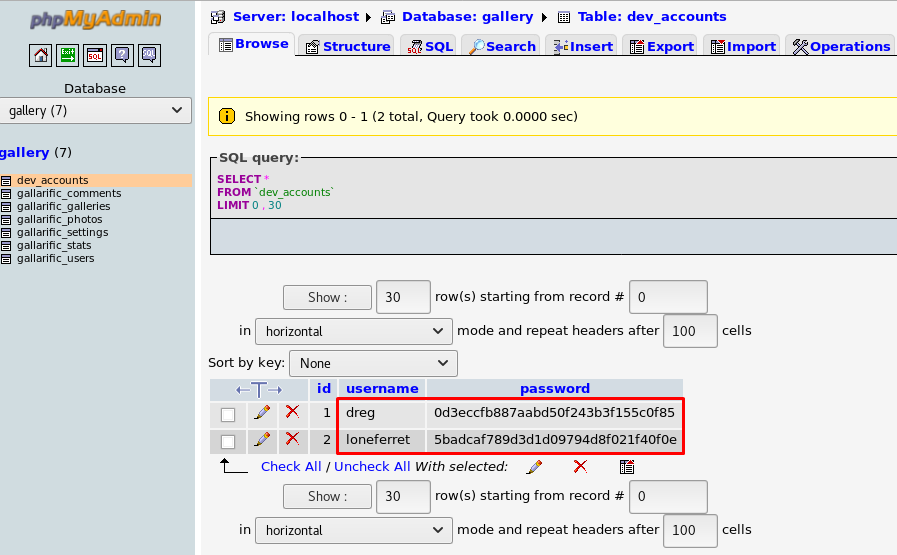 phpMyAdmin
Server: localhost Database: gallery Table: dev_accounts
Browse Structure SQL Search Insert Export Import Operations
Exit SQL ? SQL
Database
gallery (7)
gallery (7)
dev_accounts
gallarific_comments
gallarific_galleries
gallarific_photos
gallarific_settings
gallarific_stats
gallarific_users
Showing rows 0 - 1 (2 total, Query took 0.0000 sec)
SQL query:
SELECT *
FROM `dev_accounts`
LIMIT 0 , 30
Show : 30 row(s) starting from record # 0
in horizontal mode and repeat headers after 100 cells
Sort by key: None
←T→ id username password
1 dreg 0d3eccfb887aabd50f243b3f155c0f85
2 loneferret 5badcaf789d3d1d09794d8f021f40f0e
Check All / Uncheck All With selected:
Show : 30 row(s) starting from record # 0
in horizontal mode and repeat headers after 100 cells